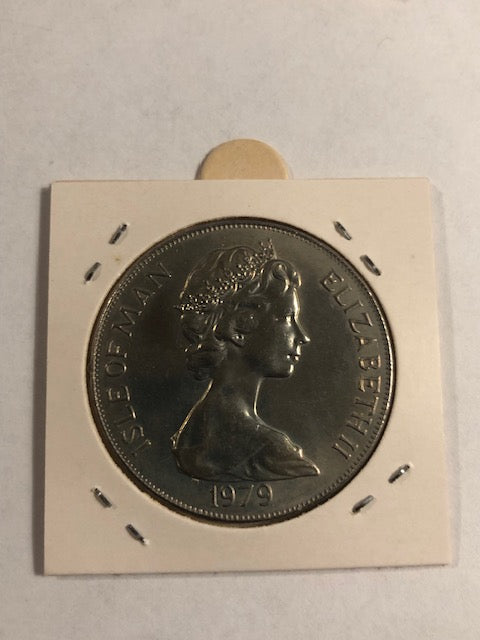 ISLE OF MAN
ELIZABETH II
1979